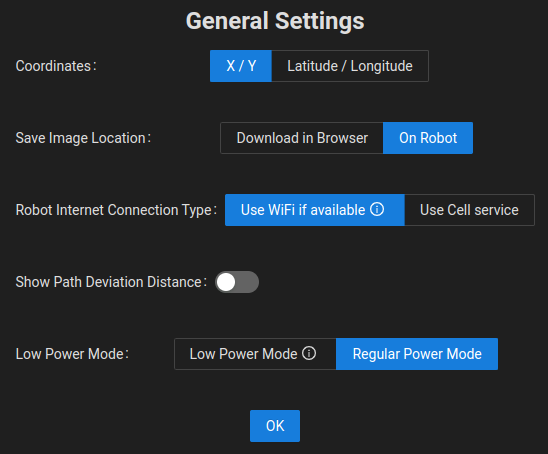 General Settings
Coordinates: X / Y Latitude / Longitude
Save Image Location: Download in Browser On Robot
Robot Internet Connection Type: Use WiFi if available Use Cell service
Show Path Deviation Distance:
Low Power Mode: Low Power Mode Regular Power Mode
OK